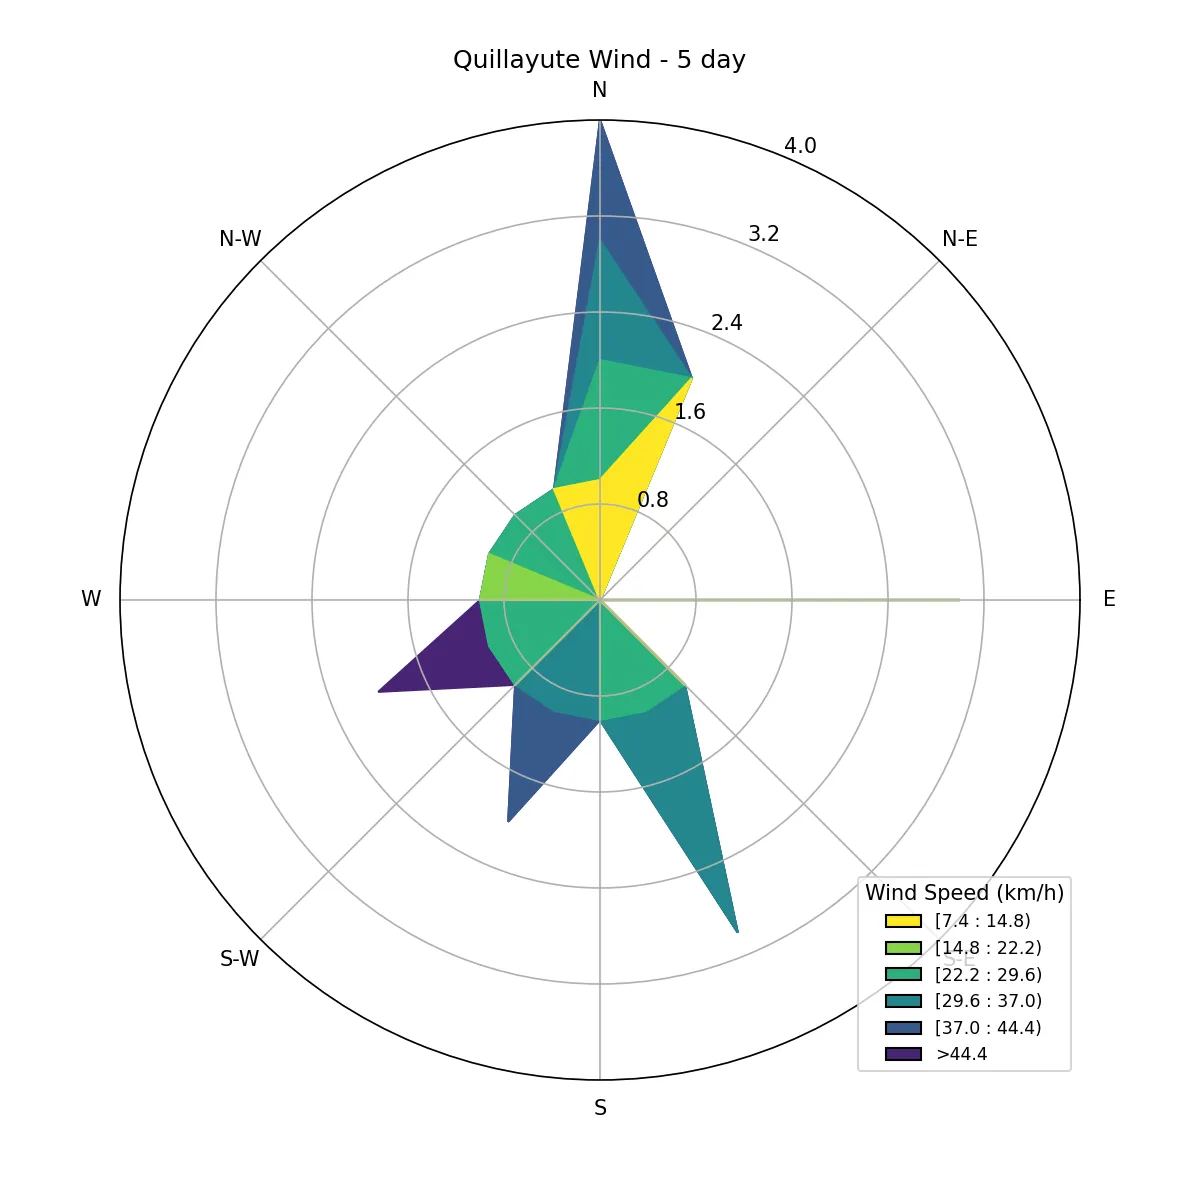 Quillayute Wind - 5 day
N
4.0
N-W
3.2
N-E
2.4
1.6
0.8
W
E
S-W
S-E
Wind Speed (km/h)
[7.4 : 14.8)
[14.8 : 22.2)
[22.2 : 29.6)
[29.6 : 37.0)
[37.0 : 44.4)
>44.4
S